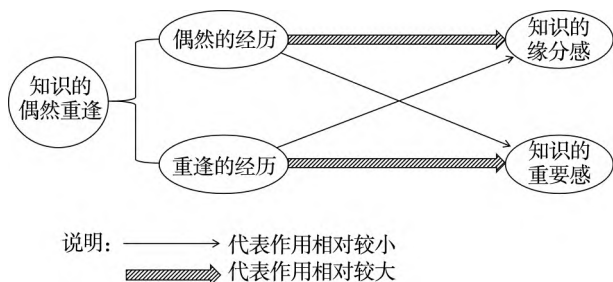 知识的
偶然重逢
偶然的经历
重逢的经历
知识的
缘分感
知识的
重要感
说明：
代表作用相对较小
代表作用相对较大